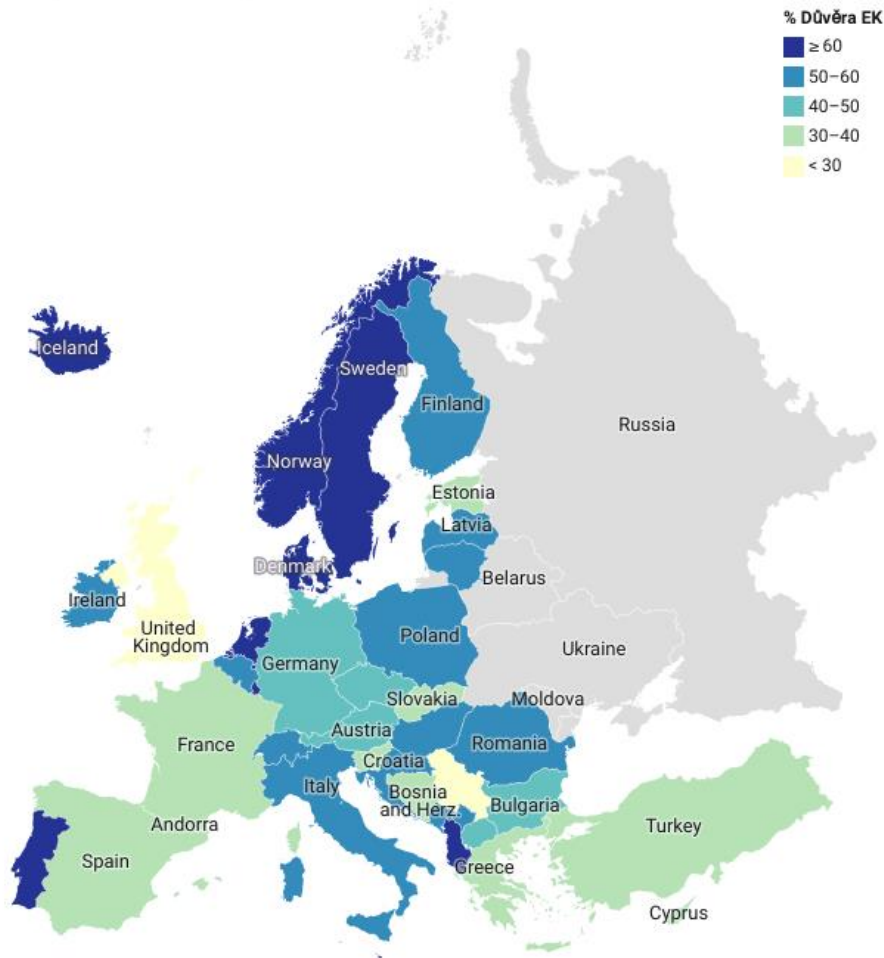 % Důvěra EK
≥ 60
50–60
40–50
30–40
< 30
Iceland
Sweden
Finland
Russia
Norway
Estonia
Latvia
Denmark
Belarus
Ireland
United
Kingdom
Poland
Ukraine
Germany
Slovakia
Moldova
Austria
France
Romania
Croatia
Italy
Bosnia
and Herz.
Bulgaria
Andorra
Turkey
Spain
Greece
Cyprus